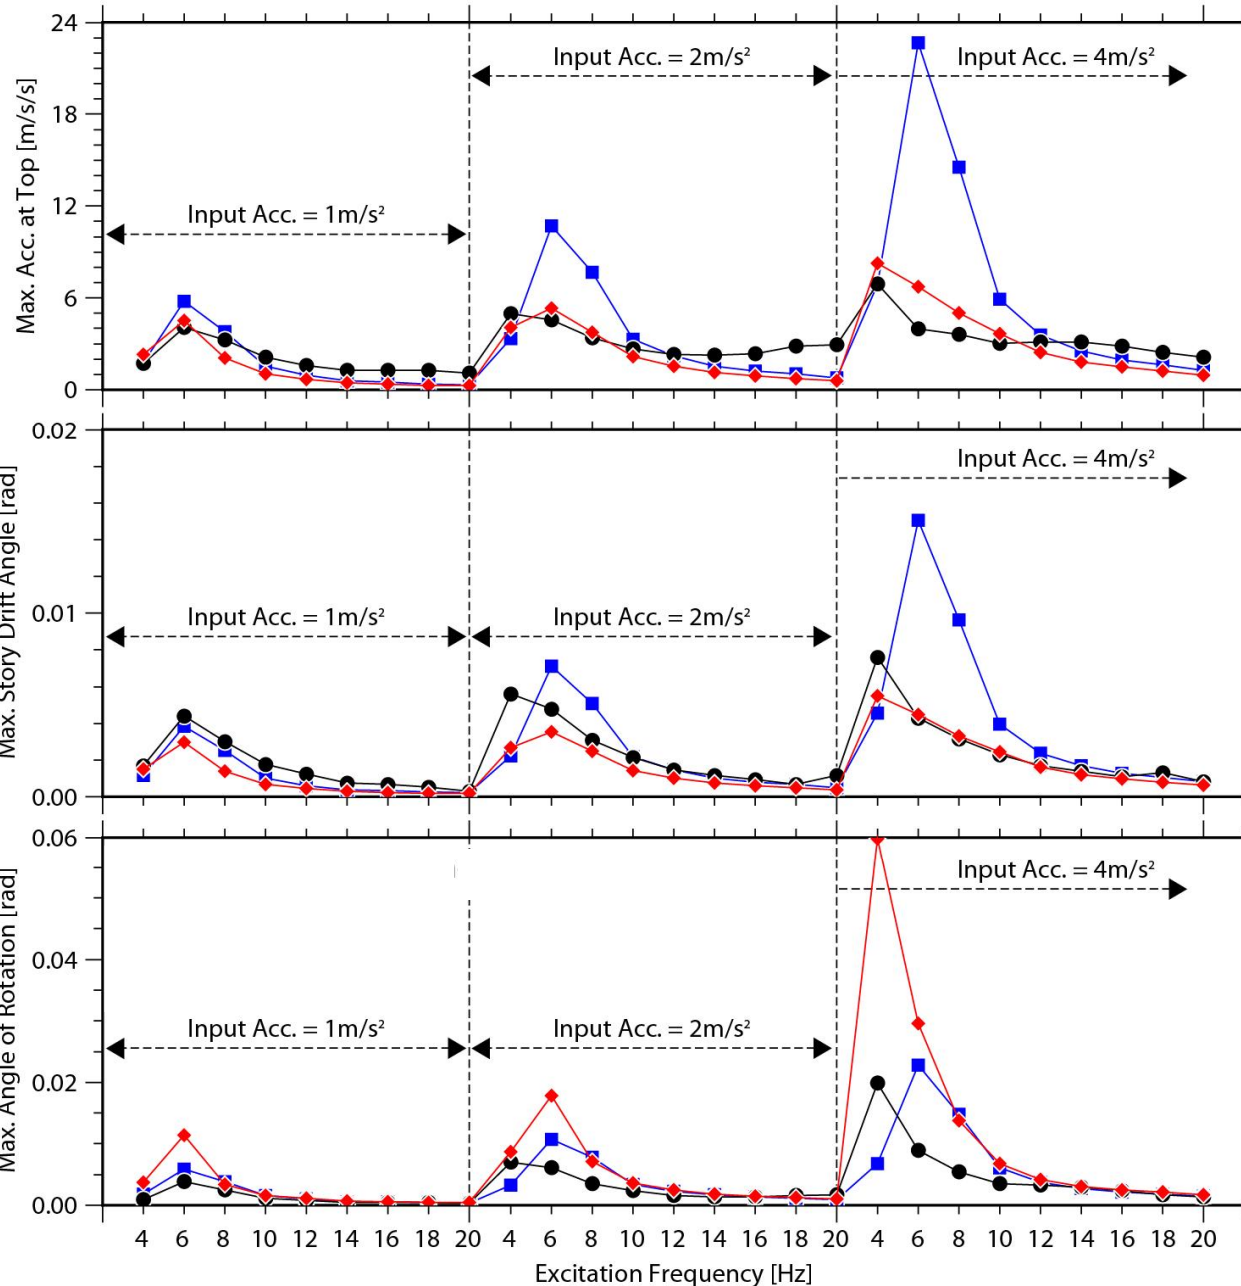 24
18
12
6
0
Max. Acc. at Top [m/s/s]
Input Acc. = 1m/s²
Input Acc. = 2m/s²
Input Acc. = 4m/s²
0.02
0.01
0.00
Max. Story Drift Angle [rad]
Input Acc. = 1m/s²
Input Acc. = 2m/s²
Input Acc. = 4m/s²
0.06
0.04
0.02
0.00
Max. Angle of Rotation [rad]
Input Acc. = 1m/s²
Input Acc. = 2m/s²
Input Acc. = 4m/s²
4 6 8 10 12 14 16 18 20 4 6 8 10 12 14 16 18 20 4 6 8 10 12 14 16 18 20
Excitation Frequency [Hz]